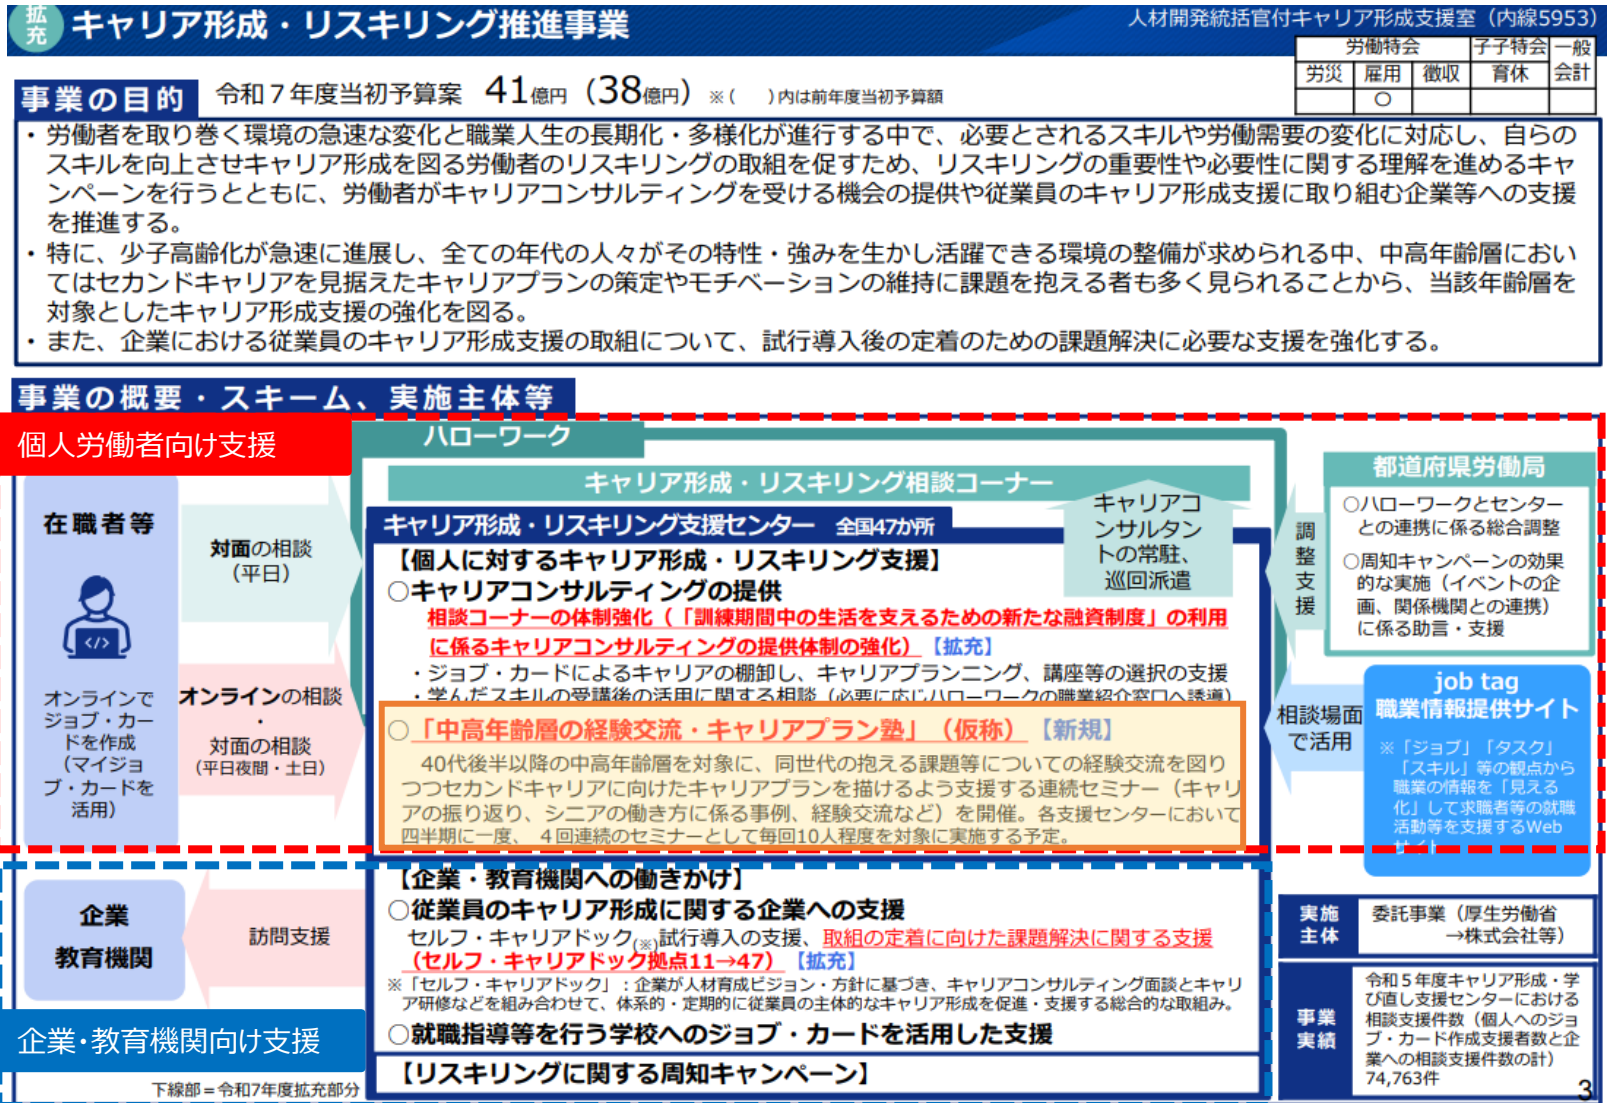 拡充
キャリア形成・リスキリング推進事業
人材開発統括官付キャリア形成支援室（内線5953）
労働特会 子子特会 一般会計
労災 雇用 徴収 育休
○
事業の目的
令和７年度当初予算案 41億円（38億円）※（　）内は前年度当初予算額
・労働者を取り巻く環境の急速な変化と職業人生の長期化・多様化が進行する中で、必要とされるスキルや労働需要の変化に対応し、自らの
スキルを向上させキャリア形成を図る労働者のリスキリングの取組を促すため、リスキリングの重要性や必要性に関する理解を進めるキャ
ンペーンを行うとともに、労働者がキャリアコンサルティングを受ける機会の提供や従業員のキャリア形成支援に取り組む企業等への支援
を推進する。
・特に、少子高齢化が急速に進展し、全ての年代の人々がその特性・強みを生かし活躍できる環境の整備が求められる中、中高年齢層におい
てはセカンドキャリアを見据えたキャリアプランの策定やモチベーションの維持に課題を抱える者も多く見られることから、当該年齢層を
対象としたキャリア形成支援の強化を図る。
・また、企業における従業員のキャリア形成支援の取組について、試行導入後の定着のための課題解決に必要な支援を強化する。
事業の概要・スキーム、実施主体等
個人労働者向け支援
在職者等
オンラインで
ジョブ・カー
ドを作成
（マイジョ
ブ・カードを
活用）
対面の相談
（平日）
オンラインの相談
・
対面の相談
（平日夜間・土日）
ハローワーク
キャリア形成・リスキリング相談コーナー
キャリアコ
ンサルタン
トの常駐、
巡回派遣
キャリア形成・リスキリング支援センター　全国47か所
【個人に対するキャリア形成・リスキリング支援】
○キャリアコンサルティングの提供
相談コーナーの体制強化（「訓練期間中の生活を支えるための新たな融資制度」の利用
に係るキャリアコンサルティングの提供体制の強化）【拡充】
・ジョブ・カードによるキャリアの棚卸し、キャリアプランニング、講座等の選択の支援
・学んだスキルの受講後の活用に関する相談（必要に応じハローワークの職業紹介窓口へ誘導）
○「中高年齢層の経験交流・キャリアプラン塾」（仮称）【新規】
40代後半以降の中高年齢層を対象に、同世代の抱える課題等についての経験交流を図り
つつセカンドキャリアに向けたキャリアプランを描けるよう支援する連続セミナー（キャリ
アの振り返り、シニアの働き方に係る事例、経験交流など）を開催。各支援センターにおいて
四半期に一度、４回連続のセミナーとして毎回10人程度を対象に実施する予定。
調整支援
都道府県労働局
○ハローワークとセンター
との連携に係る総合調整
○周知キャンペーンの効果
的な実施（イベントの企
画、関係機関との連携）
に係る助言・支援
相談場面
で活用
job tag
職業情報提供サイト
※「ジョブ」「タスク」
「スキル」等の観点から
職業の情報を「見える
化」して求職者等の就職
活動等を支援するWeb
サイト
企業
教育機関
訪問支援
企業・教育機関向け支援
下線部＝令和7年度拡充部分
【企業・教育機関への働きかけ】
○従業員のキャリア形成に関する企業への支援
セルフ・キャリアドック(※)試行導入の支援、取組の定着に向けた課題解決に関する支援
（セルフ・キャリアドック拠点11→47）【拡充】
※「セルフ・キャリアドック」：企業が人材育成ビジョン・方針に基づき、キャリアコンサルティング面談とキャリ
ア研修などを組み合わせて、体系的・定期的に従業員の主体的なキャリア形成を促進・支援する総合的な取組み。
○就職指導等を行う学校へのジョブ・カードを活用した支援
【リスキリングに関する周知キャンペーン】
実施
主体
委託事業（厚生労働省
→株式会社等）
事業
実績
令和５年度キャリア形成・学
び直し支援センターにおける
相談支援件数（個人へのジョ
ブ・カード作成支援者数と企
業への相談支援件数の計）
74,763件
3